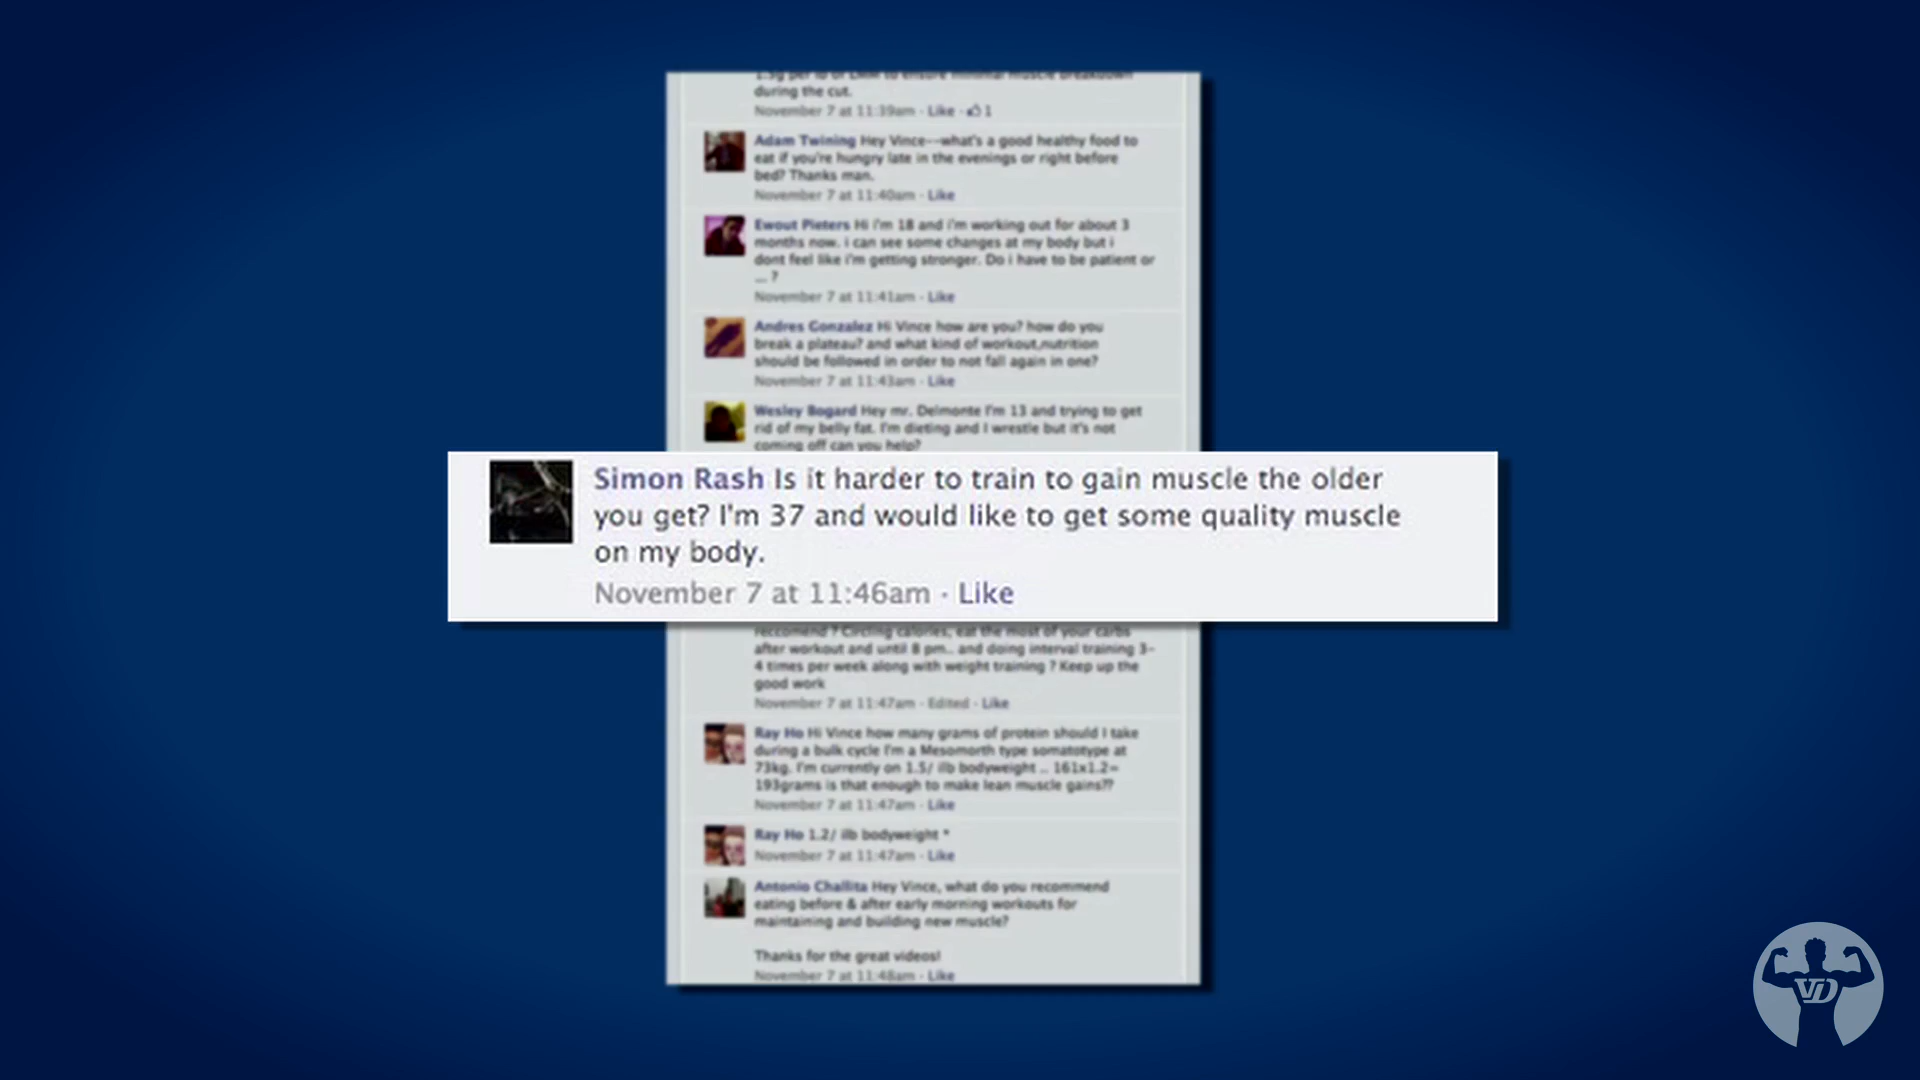 1.5g per lb of LMM to ensure minimal muscle breakdown
during the cut.
November 7 at 11:39am · Like · 1
Adam Twining Hey Vince--what's a good healthy food to
eat if you're hungry late in the evenings or right before
bed? Thanks man.
November 7 at 11:40am · Like
Ewout Pieters Hi i'm 18 and i'm working out for about 3
months now. i can see some changes at my body but i
dont feel like i'm getting stronger. Do i have to be patient or
... ?
November 7 at 11:41am · Like
Andres Gonzalez Hi Vince how are you? how do you
break a plateau? and what kind of workout,nutrition
should be followed in order to not fall again in one?
November 7 at 11:43am · Like
Wesley Bogard Hey mr. Delmonte I'm 13 and trying to get
rid of my belly fat. I'm dieting and I wrestle but it's not
coming off can you help?
Simon Rash Is it harder to train to gain muscle the older
you get? I'm 37 and would like to get some quality muscle
on my body.
November 7 at 11:46am · Like
reccomend ? Circling calories, eat the most of your carbs
after workout and until 8 pm.. and doing interval training 3-
4 times per week along with weight training ? Keep up the
good work
November 7 at 11:47am · Edited · Like
Ray Ho Hi Vince how many grams of protein should I take
during a bulk cycle I'm a Mesomorth type somatotype at
73kg. I'm currently on 1.5/ ilb bodyweight .. 161x1.2=
193grams is that enough to make lean muscle gains??
November 7 at 11:47am · Like
Ray Ho 1.2/ ilb bodyweight *
November 7 at 11:47am · Like
Antonio Challita Hey Vince, what do you recommend
eating before & after early morning workouts for
maintaining and building new muscle?
Thanks for the great videos!
November 7 at 11:48am · Like
VD